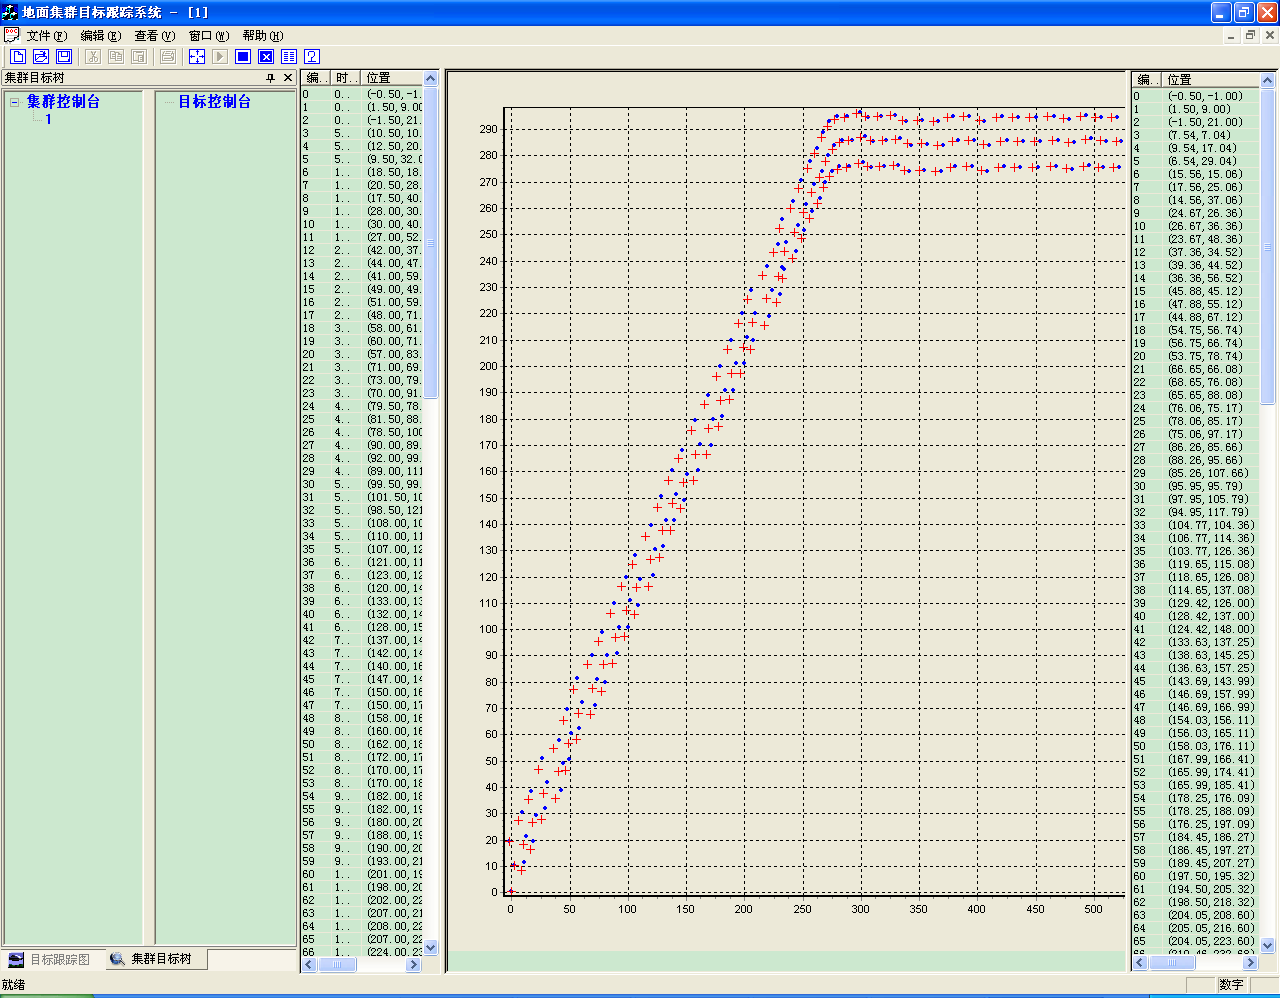 地面集群目标跟踪系统 - [1]
文件(F) 编辑(E) 查看(V) 窗口(W) 帮助(H)
集群目标树
集群控制台
1
目标控制台
目标跟踪图 集群目标树
编.. 时.. 位置
0 0.. (-0.50,-1.
1 0.. (1.50,9.00
2 0.. (-1.50,21.
3 5.. (10.50,10.
4 5.. (12.50,20.
5 5.. (9.50,32.0
6 1.. (18.50,18.
7 1.. (20.50,28.
8 1.. (17.50,40.
9 1.. (28.00,30.
10 1.. (30.00,40.
11 1.. (27.00,52.
12 2.. (42.00,37.
13 2.. (44.00,47.
14 2.. (41.00,59.
15 2.. (49.00,49.
16 2.. (51.00,59.
17 2.. (48.00,71.
18 3.. (58.00,61.
19 3.. (60.00,71.
20 3.. (57.00,83.
21 3.. (71.00,69.
22 3.. (73.00,79.
23 3.. (70.00,91.
24 4.. (79.50,78.
25 4.. (81.50,88.
26 4.. (78.50,100
27 4.. (90.00,89.
28 4.. (92.00,99.
29 4.. (89.00,111
30 5.. (99.50,99.
31 5.. (101.50,10
32 5.. (98.50,121
33 5.. (108.00,10
34 5.. (110.00,11
35 5.. (107.00,12
36 6.. (121.00,11
37 6.. (123.00,12
38 6.. (120.00,14
39 6.. (133.00,13
40 6.. (132.00,14
41 6.. (128.00,15
42 7.. (137.00,14
43 7.. (142.00,14
44 7.. (140.00,16
45 7.. (147.00,14
46 7.. (150.00,16
47 7.. (150.00,17
48 8.. (158.00,16
49 8.. (160.00,16
50 8.. (162.00,18
51 8.. (172.00,17
52 8.. (170.00,17
53 8.. (170.00,18
54 9.. (182.00,18
55 9.. (182.00,19
56 9.. (180.00,20
57 9.. (188.00,19
58 9.. (190.00,20
59 9.. (193.00,21
60 1.. (201.00,19
61 1.. (198.00,20
62 1.. (202.00,22
63 1.. (207.00,21
64 1.. (208.00,22
65 1.. (207.00,22
66 1.. (224.00,23
290
280
270
260
250
240
230
220
210
200
190
180
170
160
150
140
130
120
110
100
90
80
70
60
50
40
30
20
10
0
0 50 100 150 200 250 300 350 400 450 500
编.. 位置
0 (-0.50,-1.00)
1 (1.50,9.00)
2 (-1.50,21.00)
3 (7.54,7.04)
4 (9.54,17.04)
5 (6.54,29.04)
6 (15.56,15.06)
7 (17.56,25.06)
8 (14.56,37.06)
9 (24.67,26.36)
10 (26.67,36.36)
11 (23.67,48.36)
12 (37.36,34.52)
13 (39.36,44.52)
14 (36.36,56.52)
15 (45.88,45.12)
16 (47.88,55.12)
17 (44.88,67.12)
18 (54.75,56.74)
19 (56.75,66.74)
20 (53.75,78.74)
21 (66.65,66.08)
22 (68.65,76.08)
23 (65.65,88.08)
24 (76.06,75.17)
25 (78.06,85.17)
26 (75.06,97.17)
27 (86.26,85.66)
28 (88.26,95.66)
29 (85.26,107.66)
30 (95.95,95.79)
31 (97.95,105.79)
32 (94.95,117.79)
33 (104.77,104.36)
34 (106.77,114.36)
35 (103.77,126.36)
36 (119.65,115.08)
37 (118.65,126.08)
38 (114.65,137.08)
39 (129.42,126.00)
40 (128.42,137.00)
41 (124.42,148.00)
42 (133.63,137.25)
43 (138.63,145.25)
44 (136.63,157.25)
45 (143.69,143.99)
46 (146.69,157.99)
47 (146.69,166.99)
48 (154.03,156.11)
49 (156.03,165.11)
50 (158.03,176.11)
51 (167.99,166.41)
52 (165.99,174.41)
53 (165.99,185.41)
54 (178.25,176.09)
55 (178.25,188.09)
56 (176.25,197.09)
57 (184.45,186.27)
58 (186.45,197.27)
59 (189.45,207.27)
60 (197.50,195.32)
61 (194.50,205.32)
62 (198.50,218.32)
63 (204.05,208.60)
64 (205.05,216.60)
65 (204.05,223.60)
就绪
数字